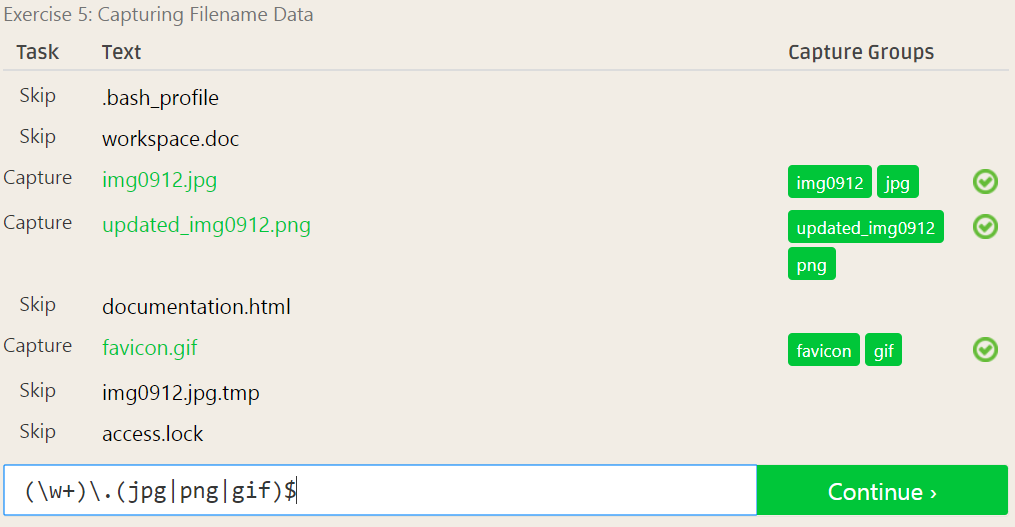 Exercise 5: Capturing Filename Data
Task Text Capture Groups
Skip .bash_profile
Skip workspace.doc
Capture img0912.jpg img0912 jpg
Capture updated_img0912.png updated_img0912
png
Skip documentation.html
Capture favicon.gif favicon gif
Skip img0912.jpg.tmp
Skip access.lock
(\w+)\.(jpg|png|gif)$ Continue ›